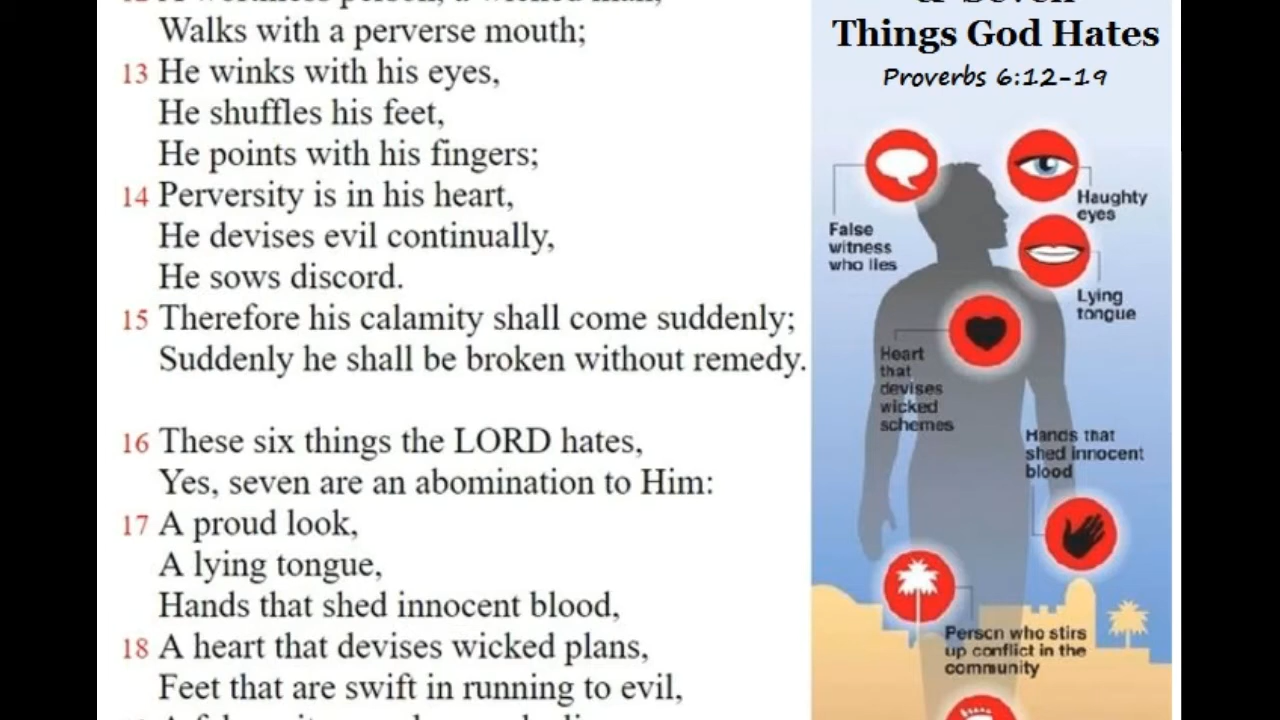 Walks with a perverse mouth;
13 He winks with his eyes,
He shuffles his feet,
He points with his fingers;
14 Perversity is in his heart,
He devises evil continually,
He sows discord.
15 Therefore his calamity shall come suddenly;
Suddenly he shall be broken without remedy.
16 These six things the LORD hates,
Yes, seven are an abomination to Him:
17 A proud look,
A lying tongue,
Hands that shed innocent blood,
18 A heart that devises wicked plans,
Feet that are swift in running to evil,
Things God Hates
Proverbs 6:12-19
False
witness
who lies
Haughty
eyes
Lying
tongue
Heart
that
devises
wicked
schemes
Hands that
shed innocent
blood
Person who stirs
up conflict in the
community